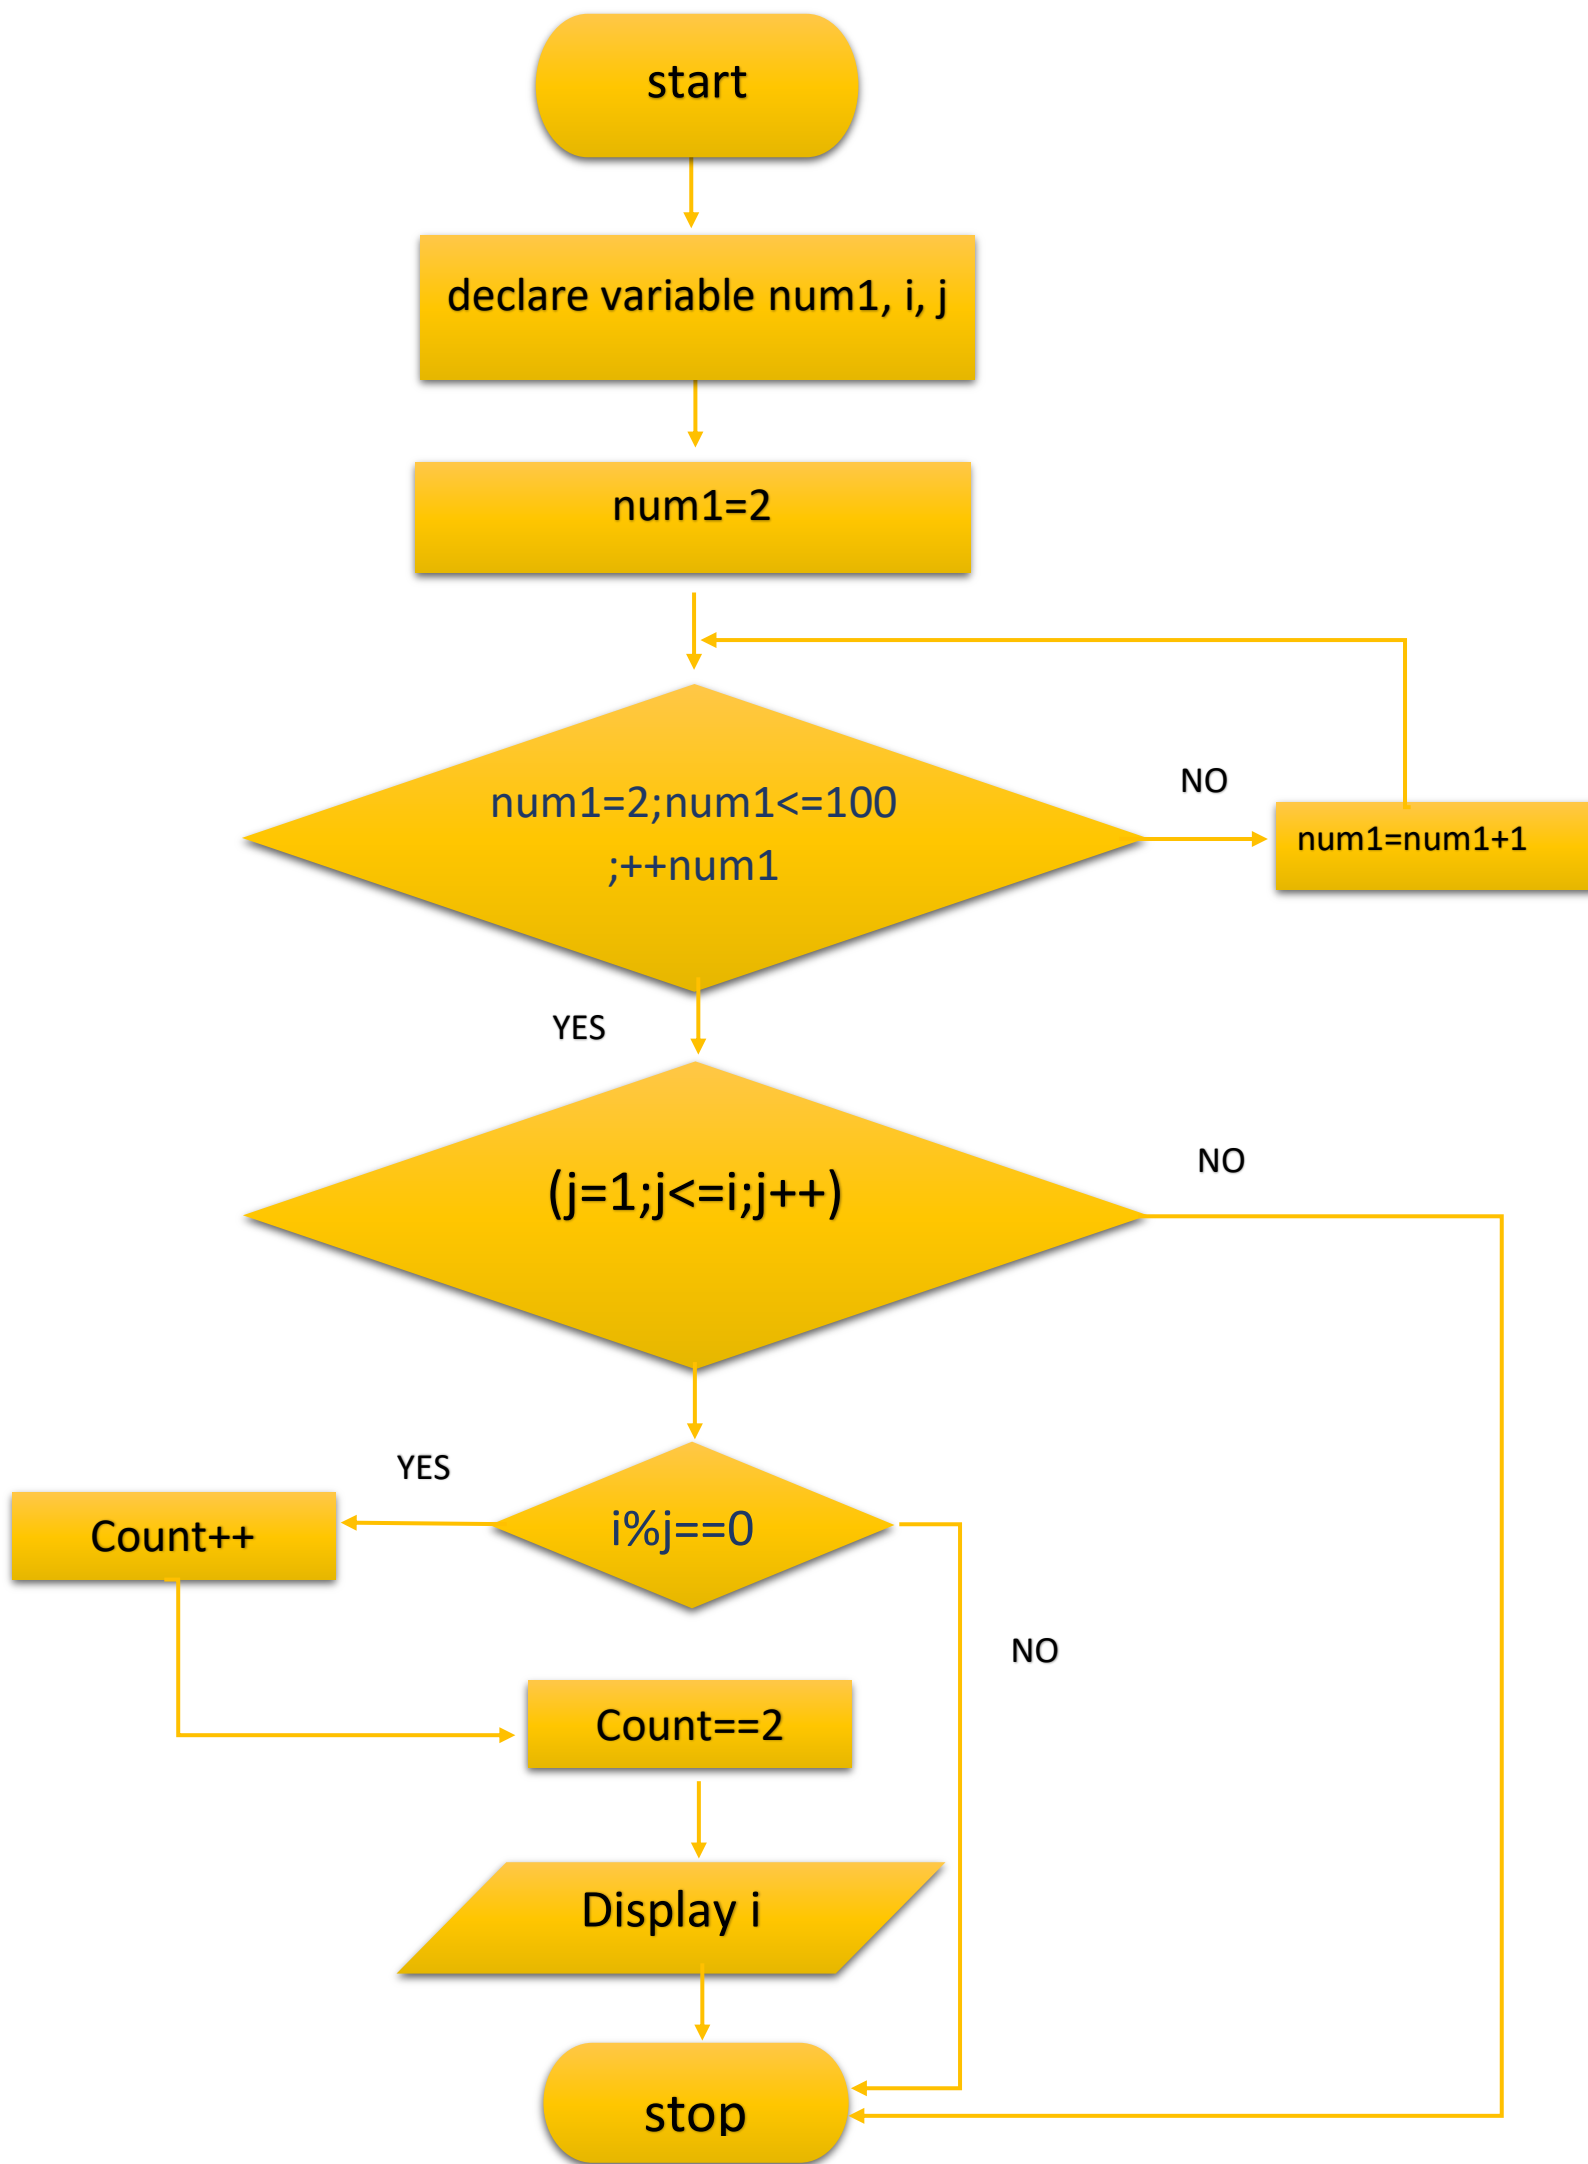 start
declare variable num1, i, j
num1=2
num1=2;num1<=100
;++num1
NO
num1=num1+1
YES
(j=1;j<=i;j++)
NO
YES
i%j==0
Count++
NO
Count==2
Display i
stop